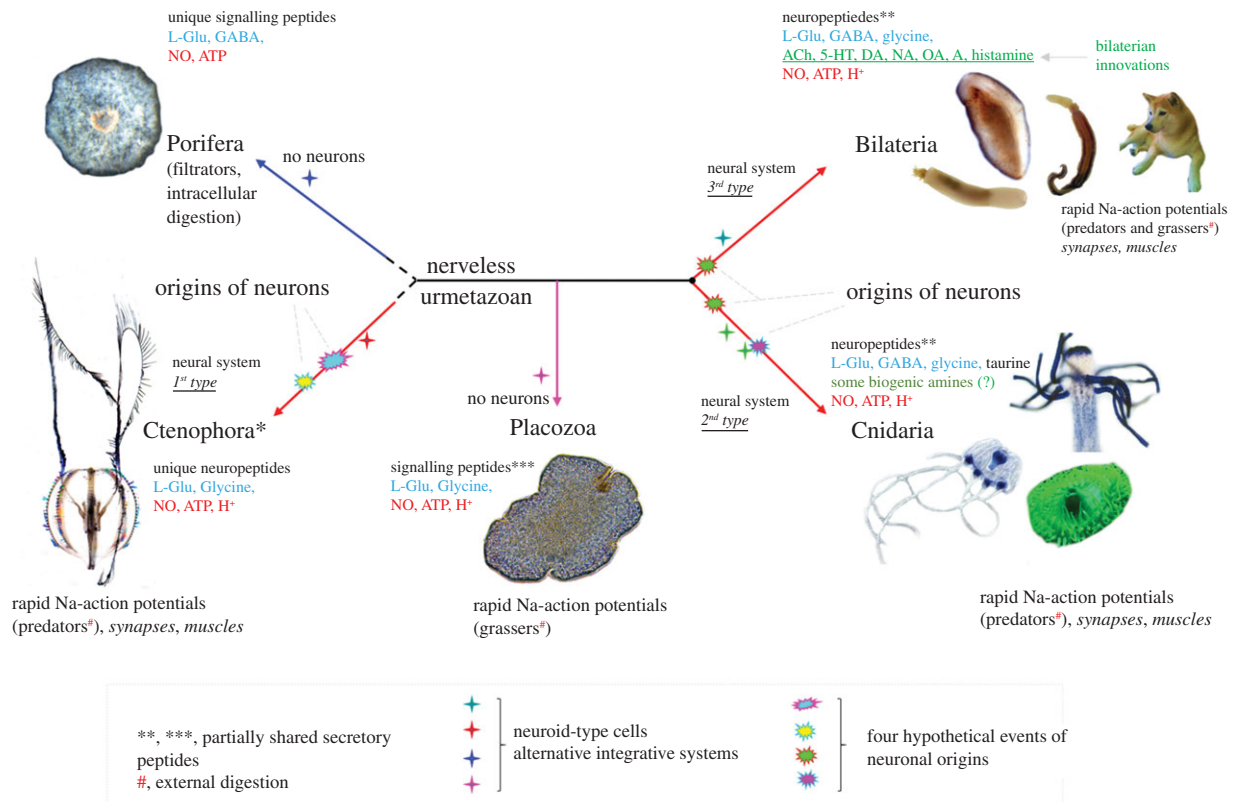 unique signalling peptides
L-Glu, GABA,
NO, ATP
Porifera
(filtrators,
intracellular
digestion)
no neurons
neuropeptiedes**
L-Glu, GABA, glycine,
ACh, 5-HT, DA, NA, OA, A, histamine
NO, ATP, H⁺
bilaterian
innovations
Bilateria
neural system
3rd type
rapid Na-action potentials
(predators and grassers#)
synapses, muscles
nerveless
urmetazoan
origins of neurons
origins of neurons
neural system
1st type
Ctenophora*
unique neuropeptides
L-Glu, Glycine,
NO, ATP, H⁺
rapid Na-action potentials
(predators#), synapses, muscles
no neurons
Placozoa
signalling peptides***
L-Glu, Glycine,
NO, ATP, H⁺
rapid Na-action potentials
(grassers#)
neuropeptides**
L-Glu, GABA, glycine, taurine
some biogenic amines (?)
NO, ATP, H⁺
neural system
2nd type
Cnidaria
rapid Na-action potentials
(predators#), synapses, muscles
**, ***, partially shared secretory
peptides
#, external digestion
neuroid-type cells
alternative integrative systems
four hypothetical events of
neuronal origins